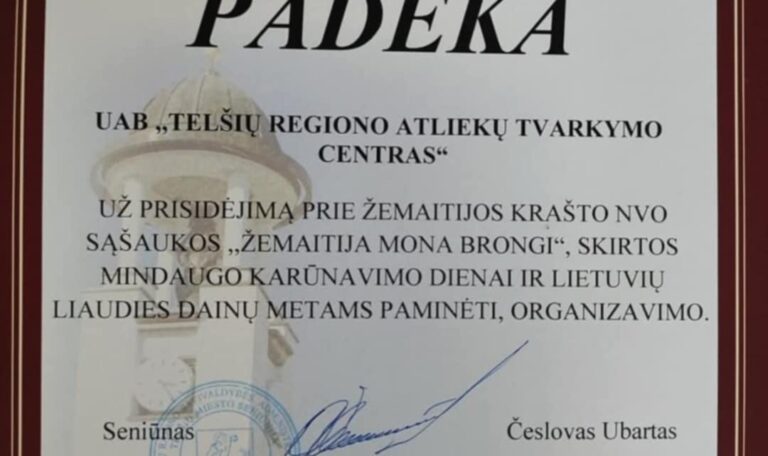 PADĖKA
UAB „TELŠIŲ REGIONO ATLIEKŲ TVARKYMO
CENTRAS“
UŽ PRISIDĖJIMĄ PRIE ŽEMAITIJOS KRAŠTO NVO
SĄŠAUKOS „ŽEMAITIJA MONA BRONGI“, SKIRTOS
MINDAUGO KARŪNAVIMO DIENAI IR LIETUVIŲ
LIAUDIES DAINŲ METAMS PAMINĖTI, ORGANIZAVIMO.
Seniūnas
Česlovas Ubartas